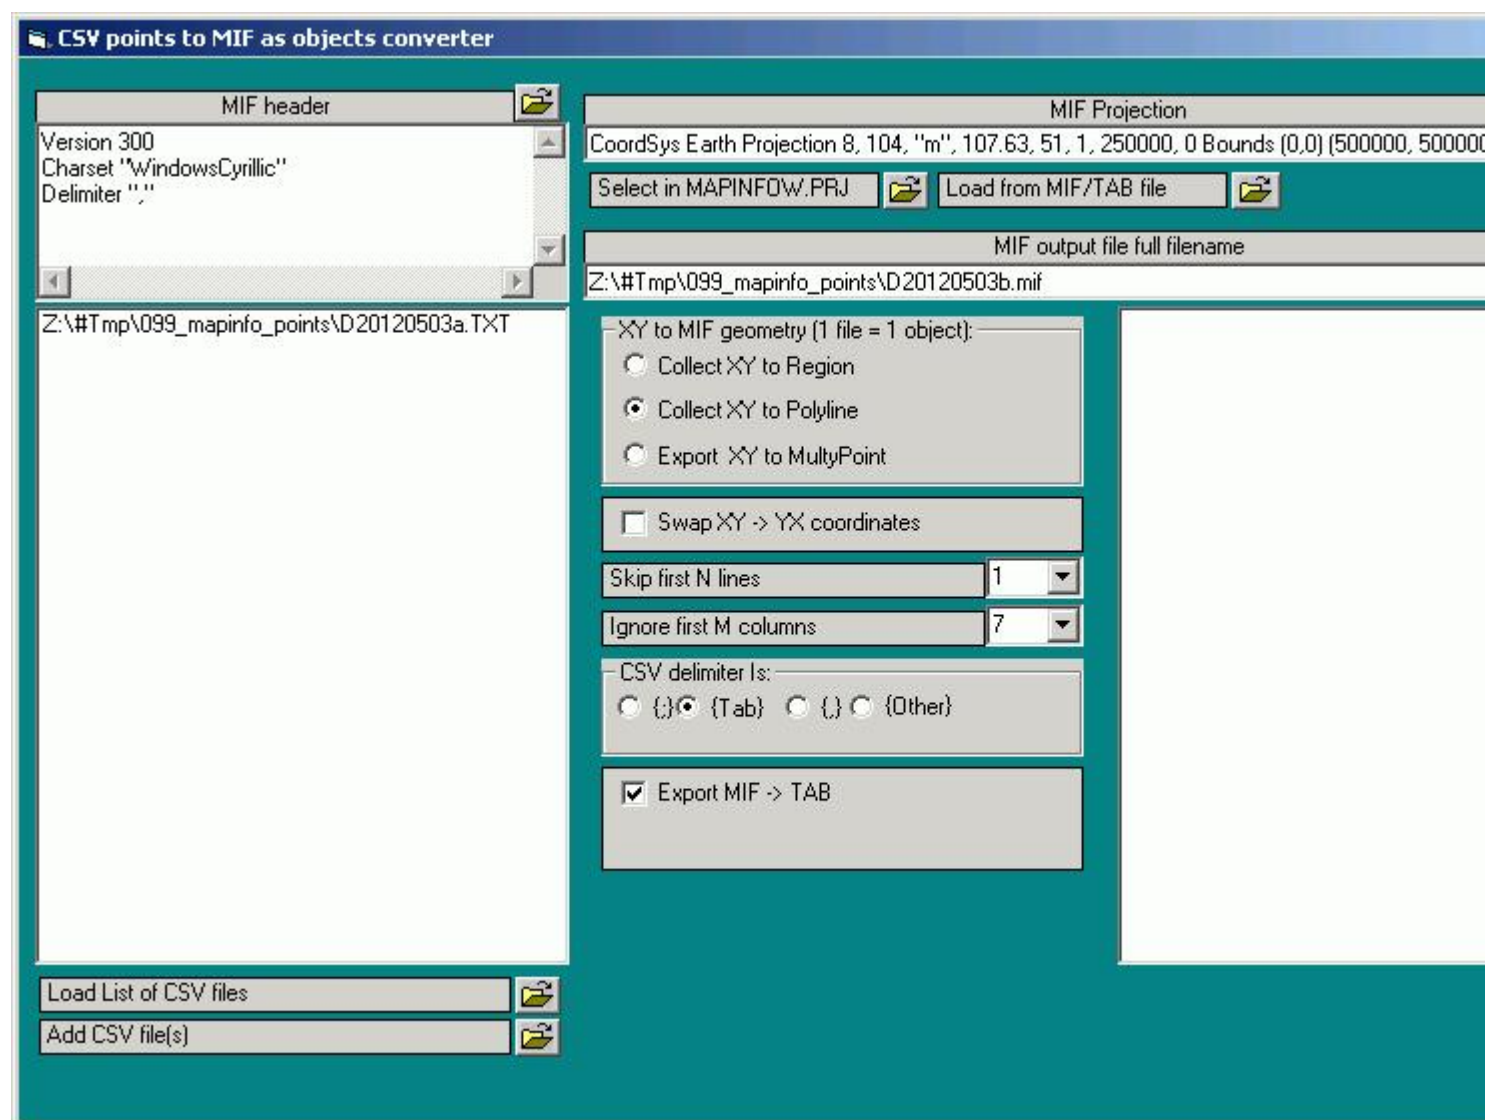 CSV points to MIF as objects converter
MIF header
Version 300
Charset "WindowsCyrillic"
Delimiter ","
MIF Projection
CoordSys Earth Projection 8, 104, "m", 107.63, 51, 1, 250000, 0 Bounds (0,0) (500000, 500000
Select in MAPINFOW.PRJ
Load from MIF/TAB file
MIF output file full filename
Z:\#Tmp\099_mapinfo_points\D20120503b.mif
Z:\#Tmp\099_mapinfo_points\D20120503a.TXT
XY to MIF geometry (1 file = 1 object):
Collect XY to Region
Collect XY to Polyline
Export XY to MultyPoint
Swap XY -> YX coordinates
Skip first N lines 1
Ignore first M columns 7
CSV delimiter Is:
{;} {Tab} {,} {Other}
Export MIF -> TAB
Load List of CSV files
Add CSV file(s)